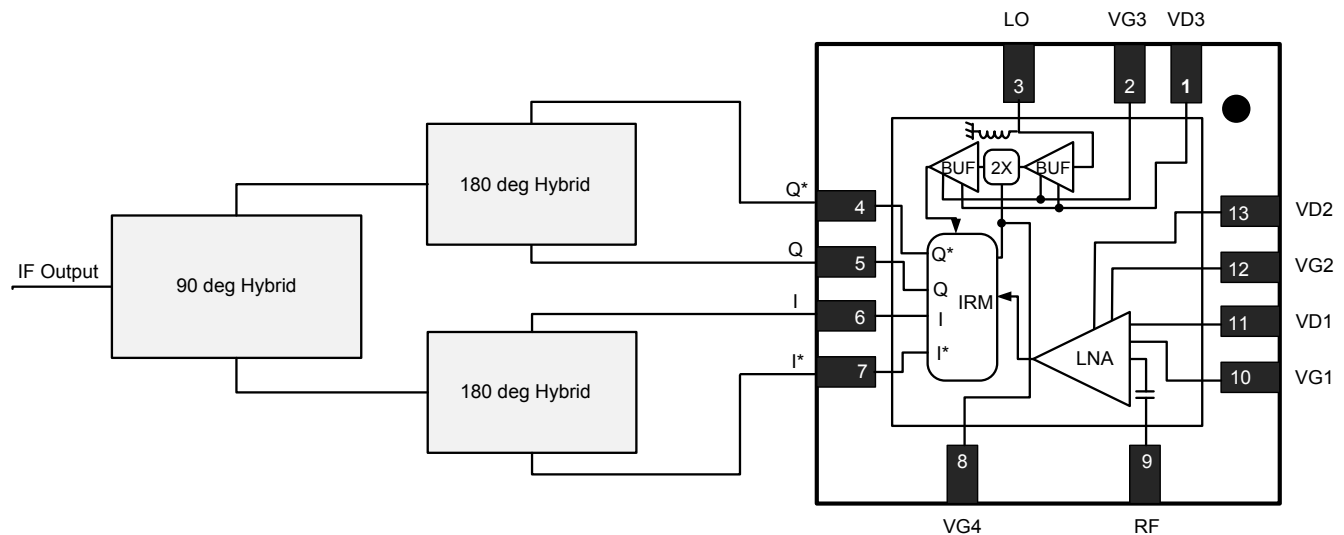 LO
VG3
VD3
3
2
1
180 deg Hybrid
BUF
2X
BUF
Q*
4
13
VD2
Q*
Q
5
12
VG2
IF Output
90 deg Hybrid
Q
IRM
I
6
I
11
VD1
I*
7
I*
LNA
10
VG1
180 deg Hybrid
8
9
VG4
RF